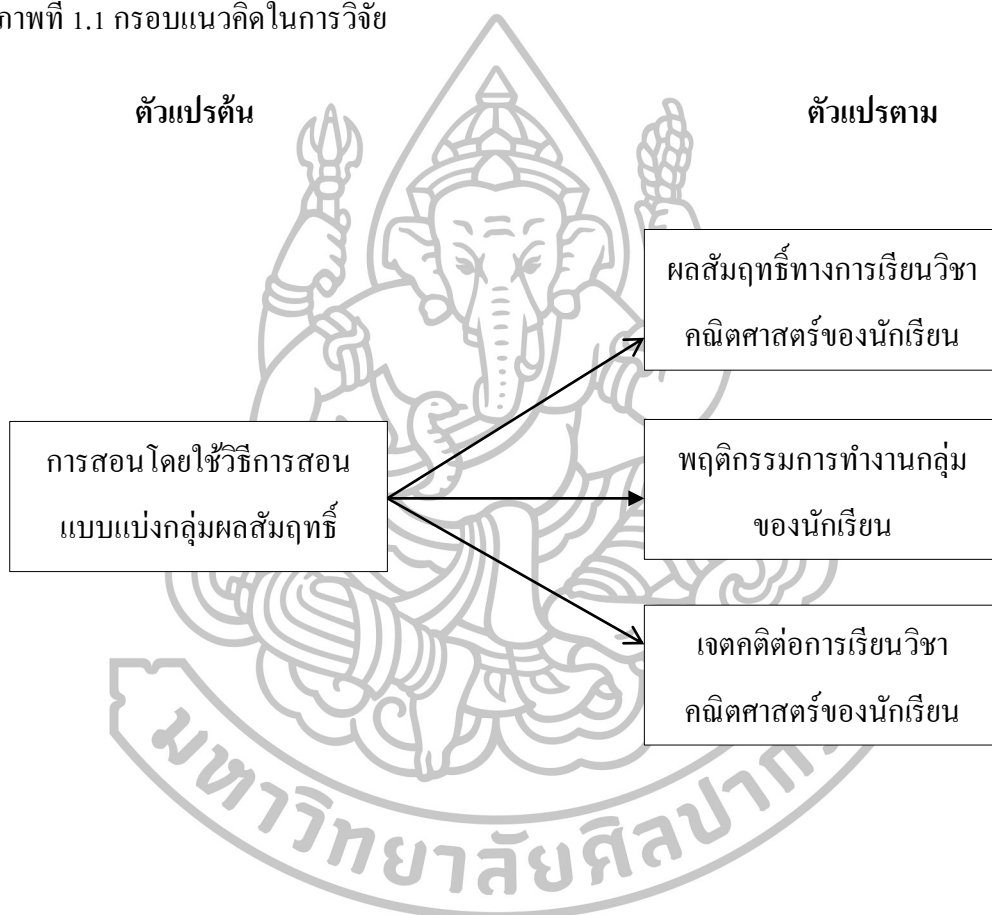 ภาพที่ 1.1 กรอบแนวคิดในการวิจัย
ตัวแปรต้น
ตัวแปรตาม
ผลสัมฤทธิ์ทางการเรียนวิชา
คณิตศาสตร์ของนักเรียน
การสอนโดยใช้วิธีการสอน
แบบแบ่งกลุ่มผลสัมฤทธิ์
พฤติกรรมการทำงานกลุ่ม
ของนักเรียน
เจตคติต่อการเรียนวิชา
คณิตศาสตร์ของนักเรียน
มหาวิทยาลัยศิลปากร